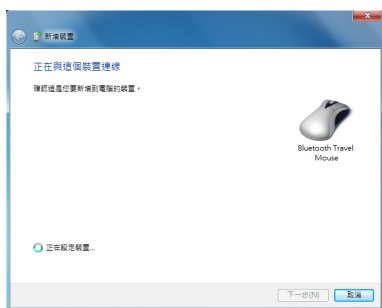 新增裝置
正在與這個裝置連線
確認這是您要新增到電腦的裝置，
Bluetooth Travel
Mouse
正在設定裝置...
下一步(N)
取消